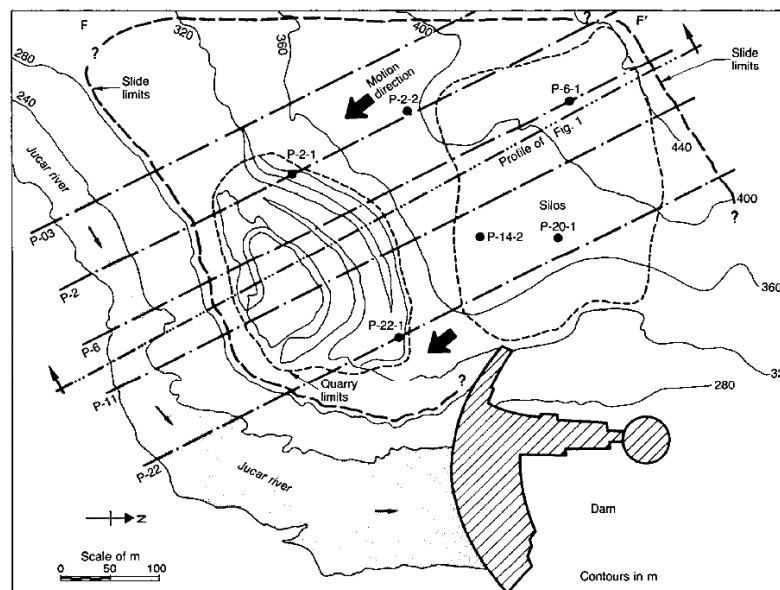 F
320
360
400
?
F'
?
280
Slide
limits
Motion
direction
P-2-2
P-6-1
Slide
limits
240
Profile of
Fig. 1
440
Jucar river
P-2-1
400
?
Silos
P-03
P-14-2
P-20-1
P-2
360
P-22-1
P-6
?
32
P-11
Quarry
limits
280
P-22
Jucar river
N
Dam
Scale of m
0
50
100
Contours in m